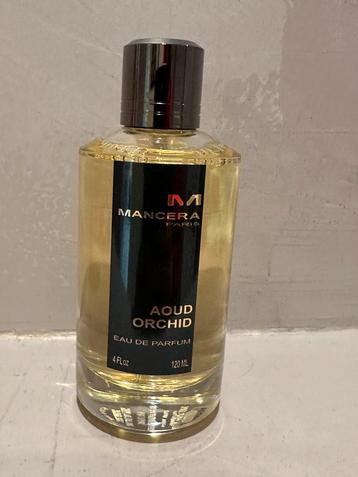 M
MANCERA
PARIS
AOUD
ORCHID
EAU DE PARFUM
4 FL oz 120 ML